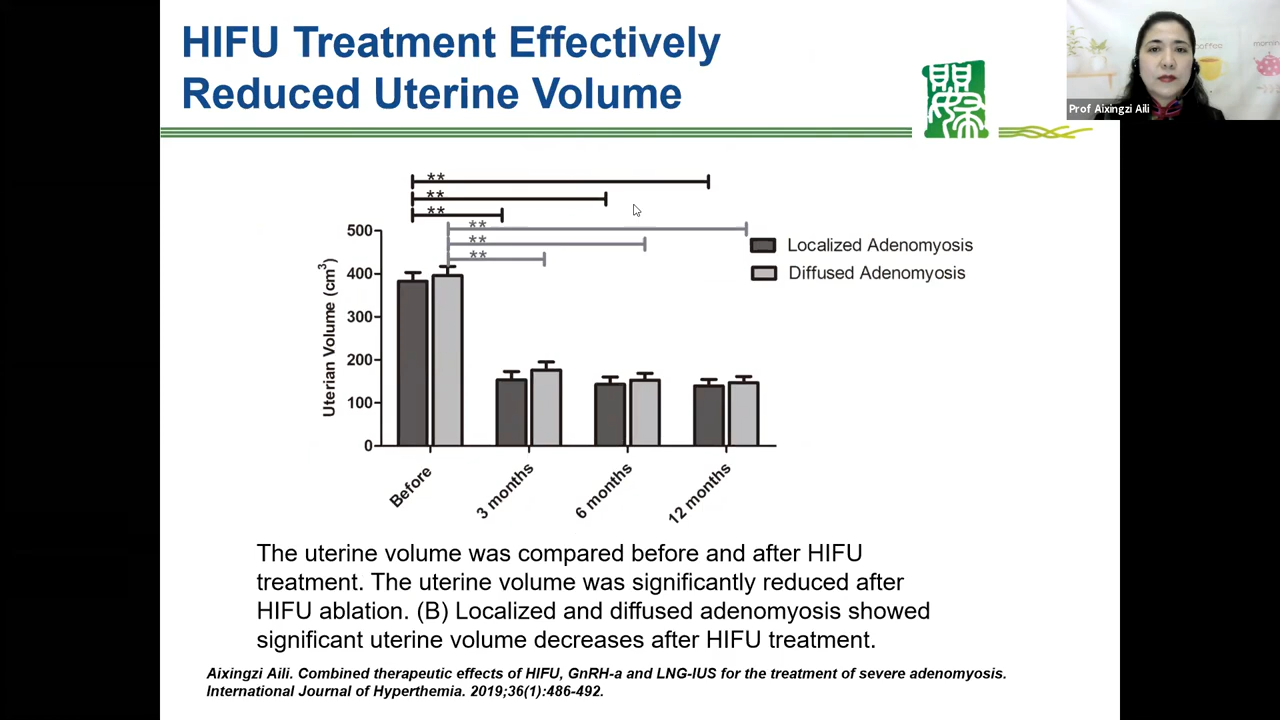 HIFU Treatment Effectively
Reduced Uterine Volume
Prof Aixingzi Aili
coffee
**
**
**
**
**
**
500
400
300
200
100
0
Uterian Volume (cm³)
Localized Adenomyosis
Diffused Adenomyosis
Before
3 months
6 months
12 months
The uterine volume was compared before and after HIFU
treatment. The uterine volume was significantly reduced after
HIFU ablation. (B) Localized and diffused adenomyosis showed
significant uterine volume decreases after HIFU treatment.
Aixingzi Aili. Combined therapeutic effects of HIFU, GnRH-a and LNG-IUS for the treatment of severe adenomyosis.
International Journal of Hyperthemia. 2019;36(1):486-492.